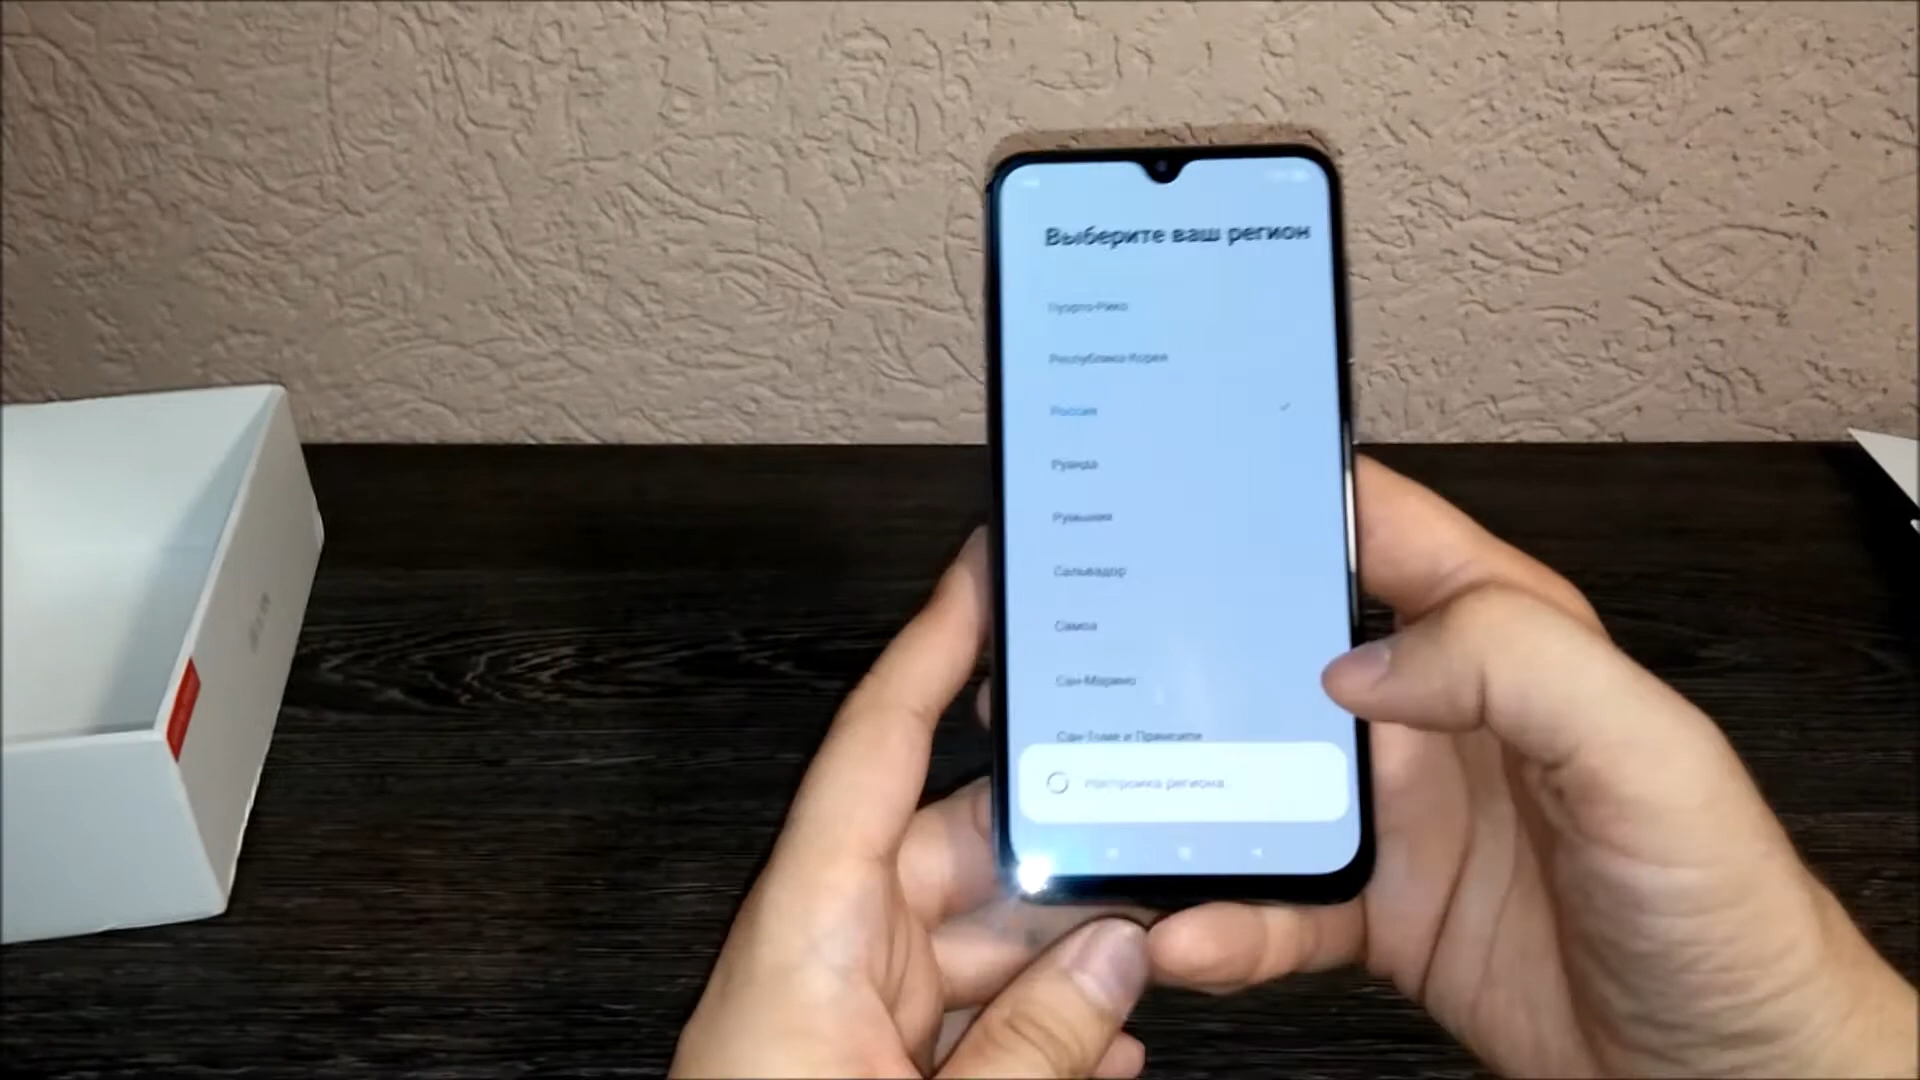 Выберите ваш регион
Пуэрто-Рико
Республика Корея
Россия
Руанда
Румыния
Сальвадор
Самоа
Сан-Марино
Сан-Томе и Принсипи
Настройка региона